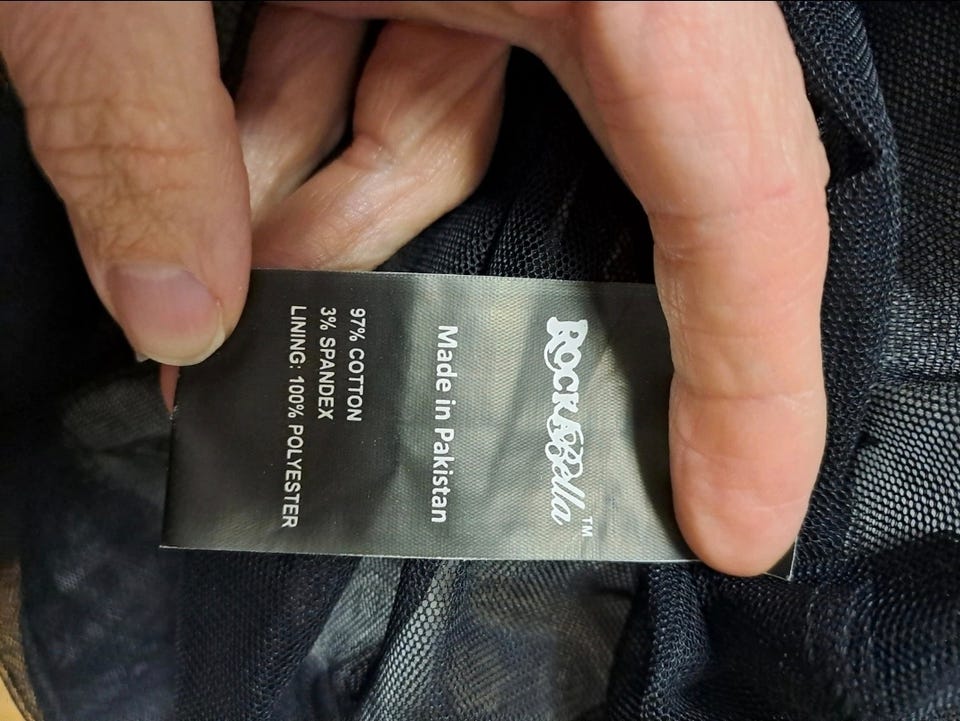 ROCKABella™
Made in Pakistan
97% COTTON
3% SPANDEX
LINING: 100% POLYESTER